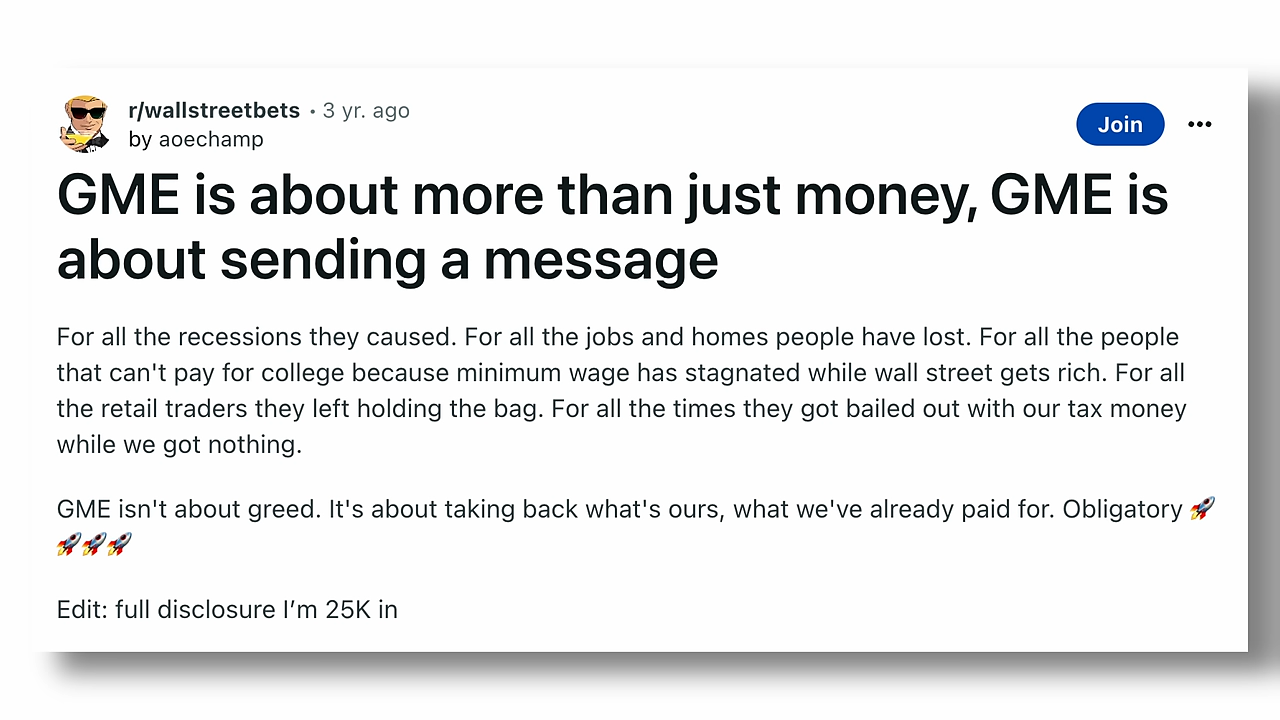 r/wallstreetbets • 3 yr. ago
by aoechamp
Join
GME is about more than just money, GME is
about sending a message
For all the recessions they caused. For all the jobs and homes people have lost. For all the people
that can't pay for college because minimum wage has stagnated while wall street gets rich. For all
the retail traders they left holding the bag. For all the times they got bailed out with our tax money
while we got nothing.
GME isn't about greed. It's about taking back what's ours, what we've already paid for. Obligatory 🚀
🚀🚀🚀
Edit: full disclosure I’m 25K in